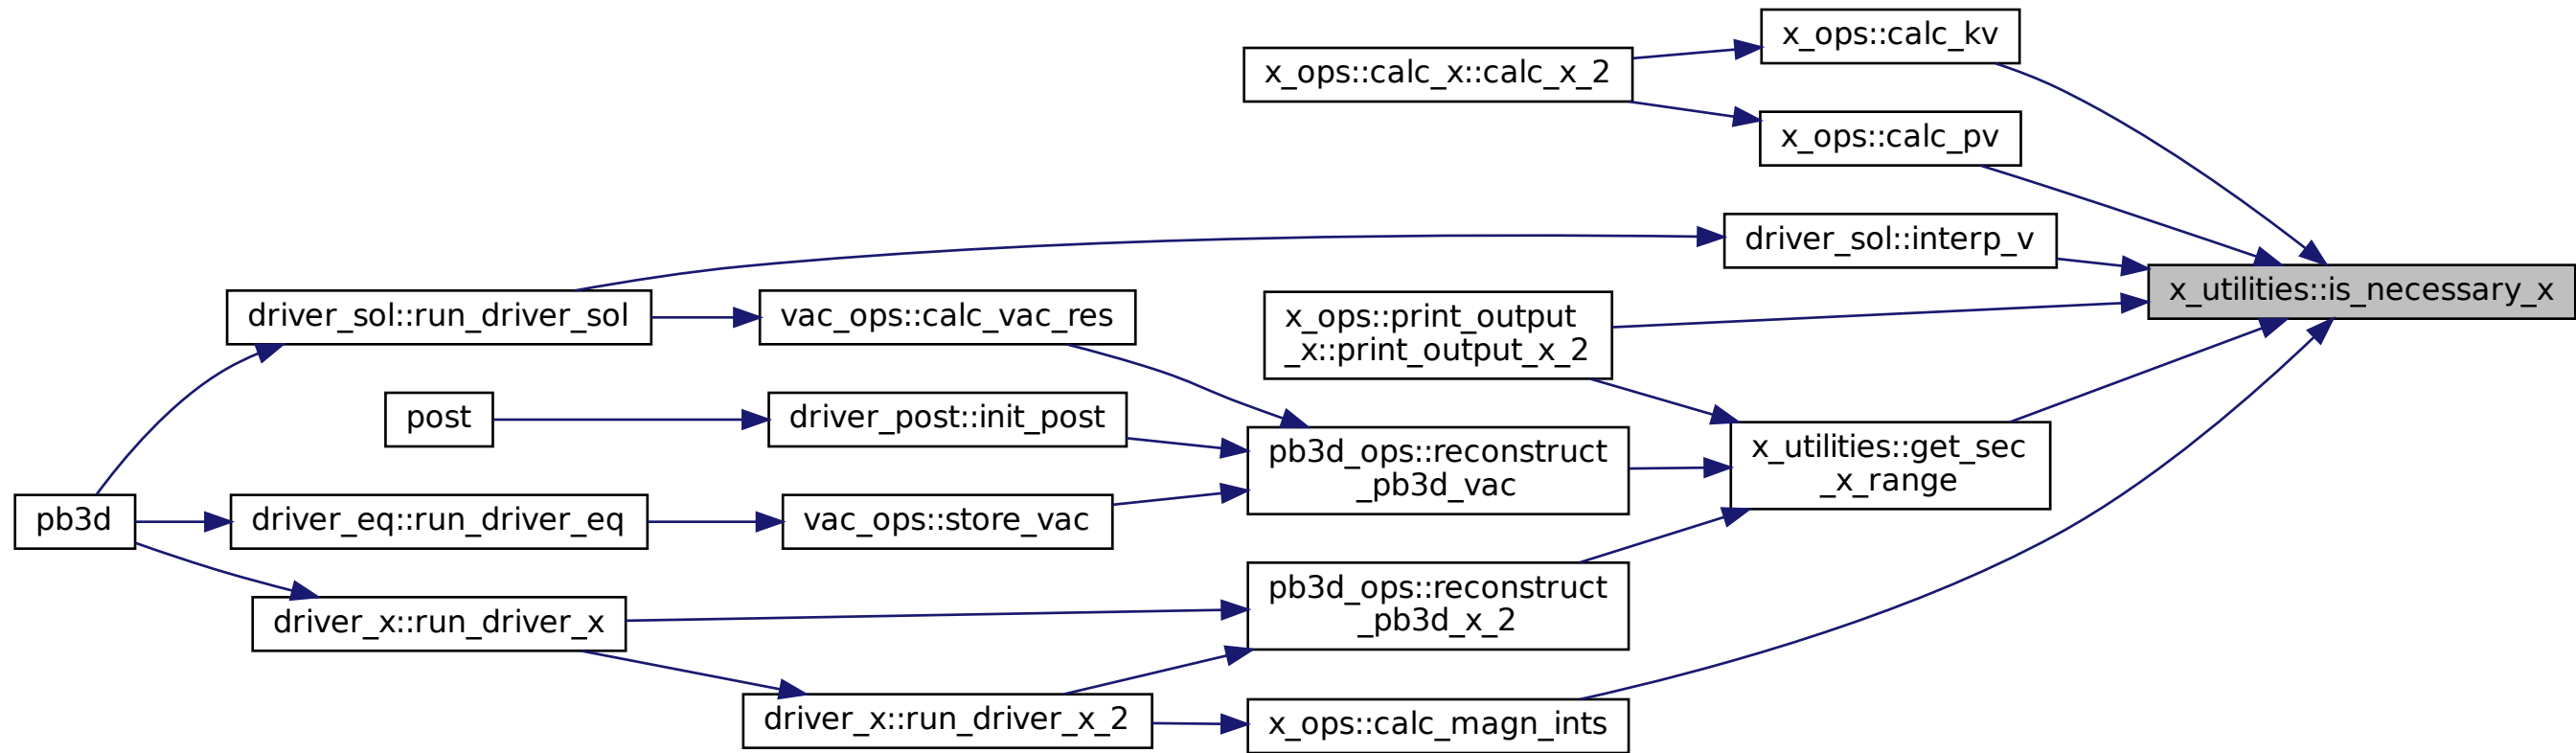 x_ops::calc_kv
x_ops::calc_x::calc_x_2
x_ops::calc_pv
driver_sol::interp_v
x_utilities::is_necessary_x
driver_sol::run_driver_sol
vac_ops::calc_vac_res
x_ops::print_output
_x::print_output_x_2
post
driver_post::init_post
pb3d_ops::reconstruct
_pb3d_vac
x_utilities::get_sec
_x_range
pb3d
driver_eq::run_driver_eq
vac_ops::store_vac
driver_x::run_driver_x
pb3d_ops::reconstruct
_pb3d_x_2
driver_x::run_driver_x_2
x_ops::calc_magn_ints